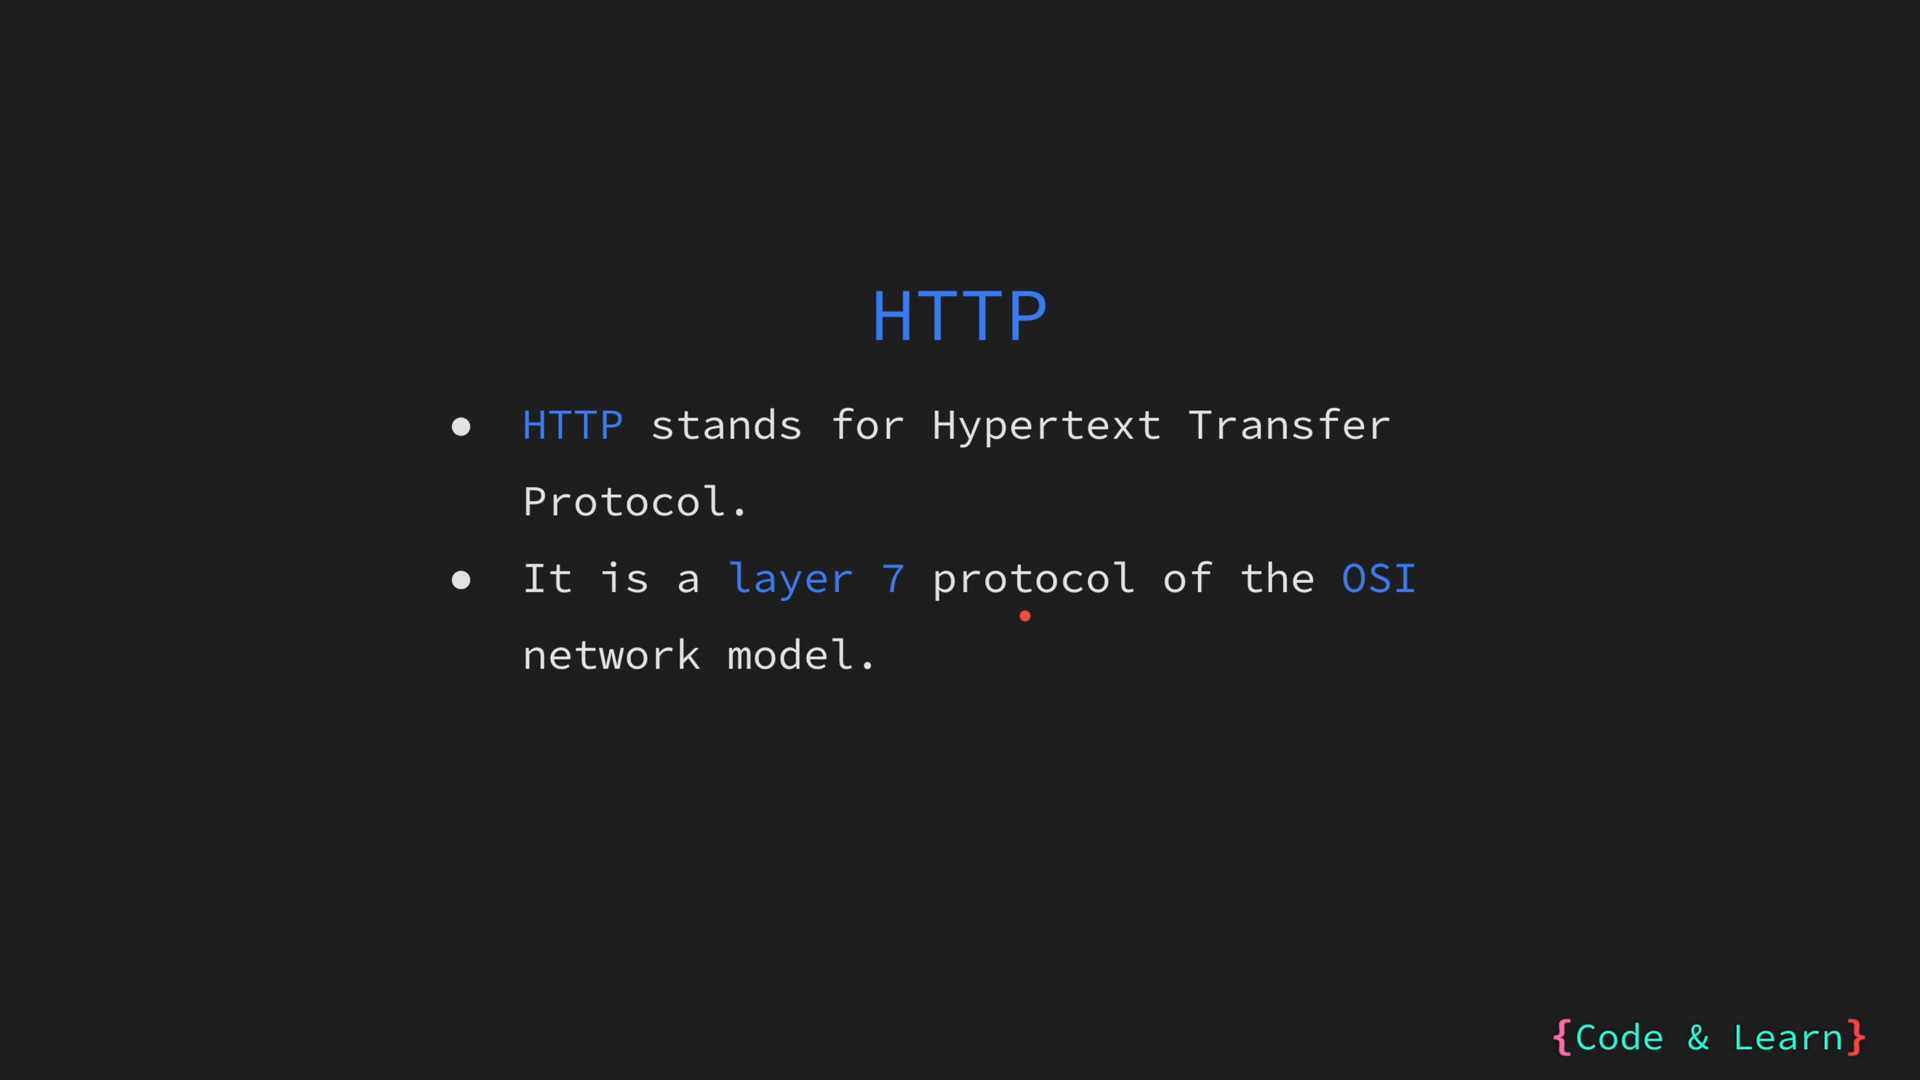 HTTP
● HTTP stands for Hypertext Transfer
Protocol.
● It is a layer 7 protocol of the OSI
network model.
{Code & Learn}